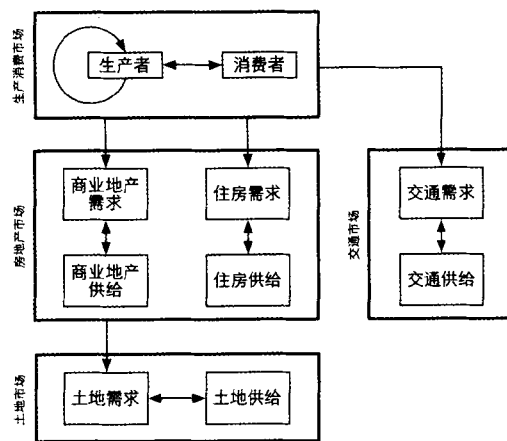 生产消费市场
生产者
消费者
房地产市场
商业地产
需求
住房需求
商业地产
供给
住房供给
交通市场
交通需求
交通供给
土地市场
土地需求
土地供给